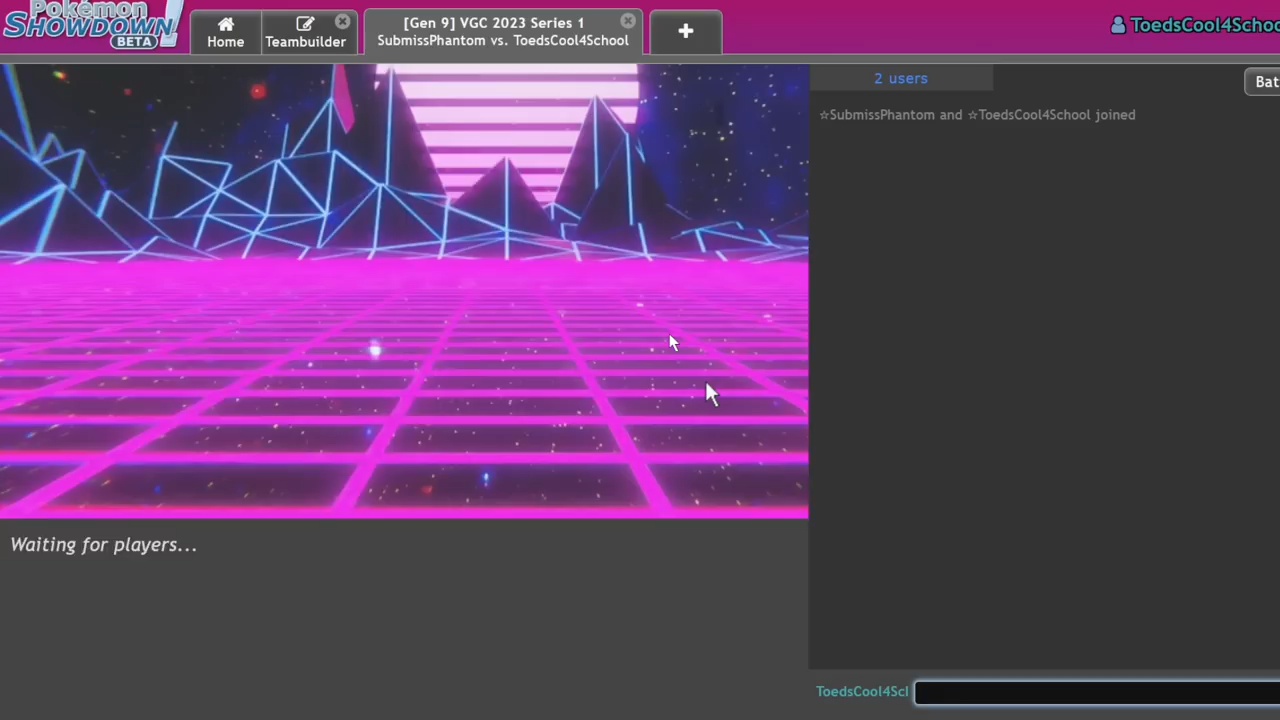 Pokémon
SHOWDOWN!
BETA
Home
Teambuilder
[Gen 9] VGC 2023 Series 1
SubmissPhantom vs. ToedsCool4School
ToedsCool4Schoo
2 users
Bat
☆SubmissPhantom and ☆ToedsCool4School joined
Waiting for players...
ToedsCool4Scl